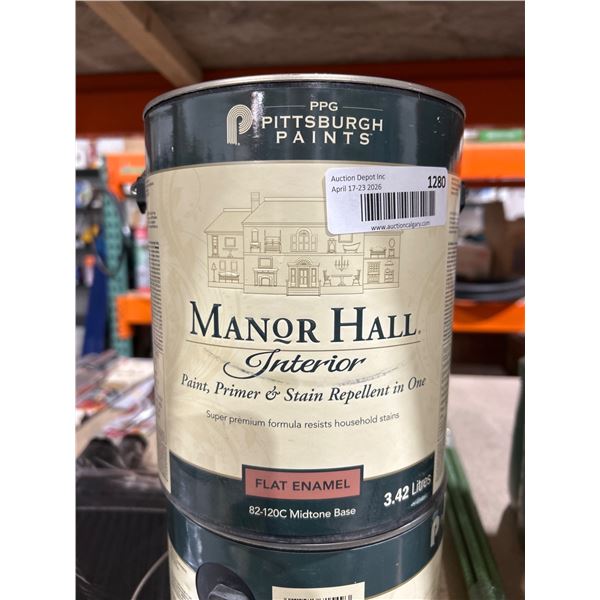 PPG
PITTSBURGH
PAINTS™
Auction Depot Inc
April 17-23 2026
1280
www.auctioncalgary.com
MANOR HALL®
Interior
Paint, Primer & Stain Repellent in One
Super premium formula resists household stains
FLAT ENAMEL
82-120C Midtone Base
3.42 Litres